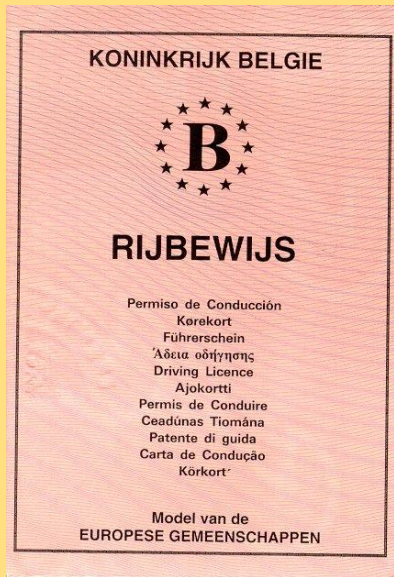 KONINKRIJK BELGIE
B
RIJBEWIJS
Permiso de Conducción
Kørekort
Führerschein
Άδεια οδήγησης
Driving Licence
Ajokortti
Permis de Conduire
Ceadúnas Tiomána
Patente di guida
Carta de Condução
Körkort
Model van de
EUROPESE GEMEENSCHAPPEN